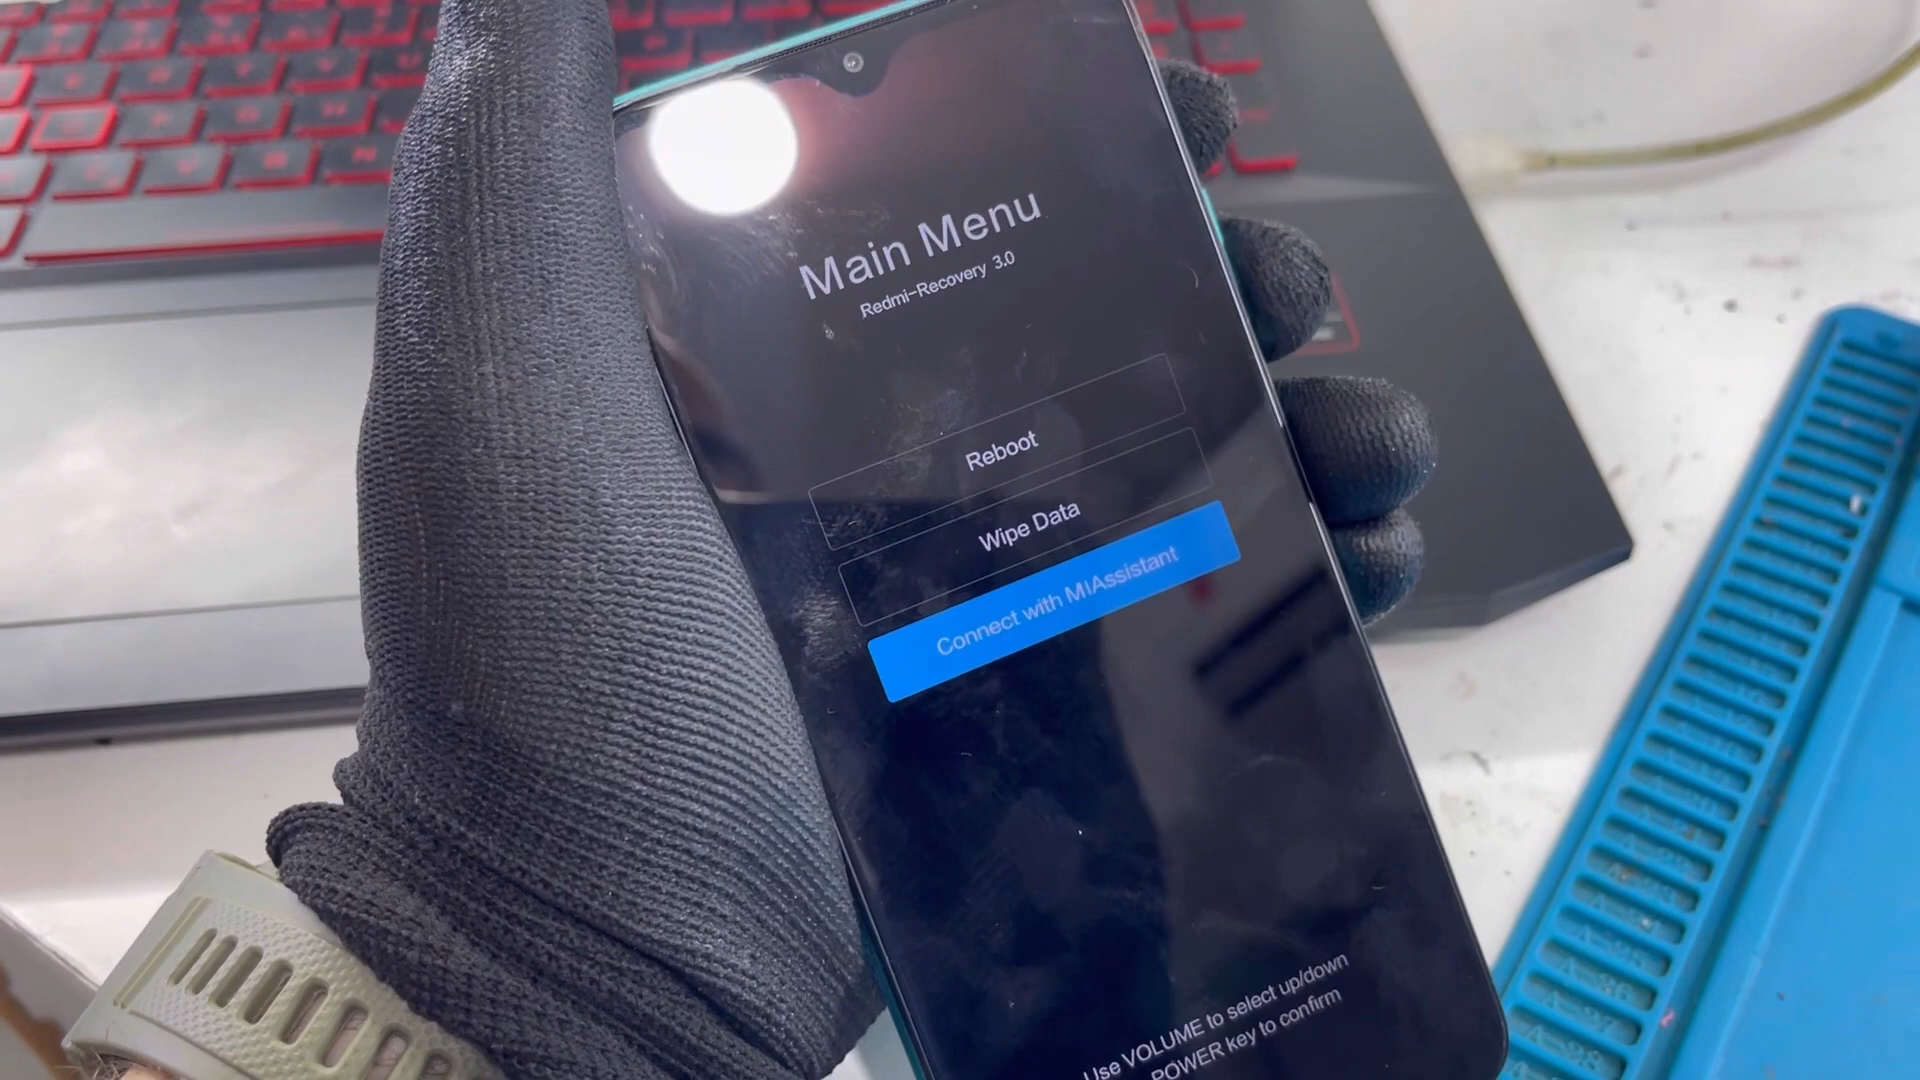 Main Menu
Redmi-Recovery 3.0
Reboot
Wipe Data
Connect with MIAssistant
Use VOLUME to select up/down
POWER key to confirm